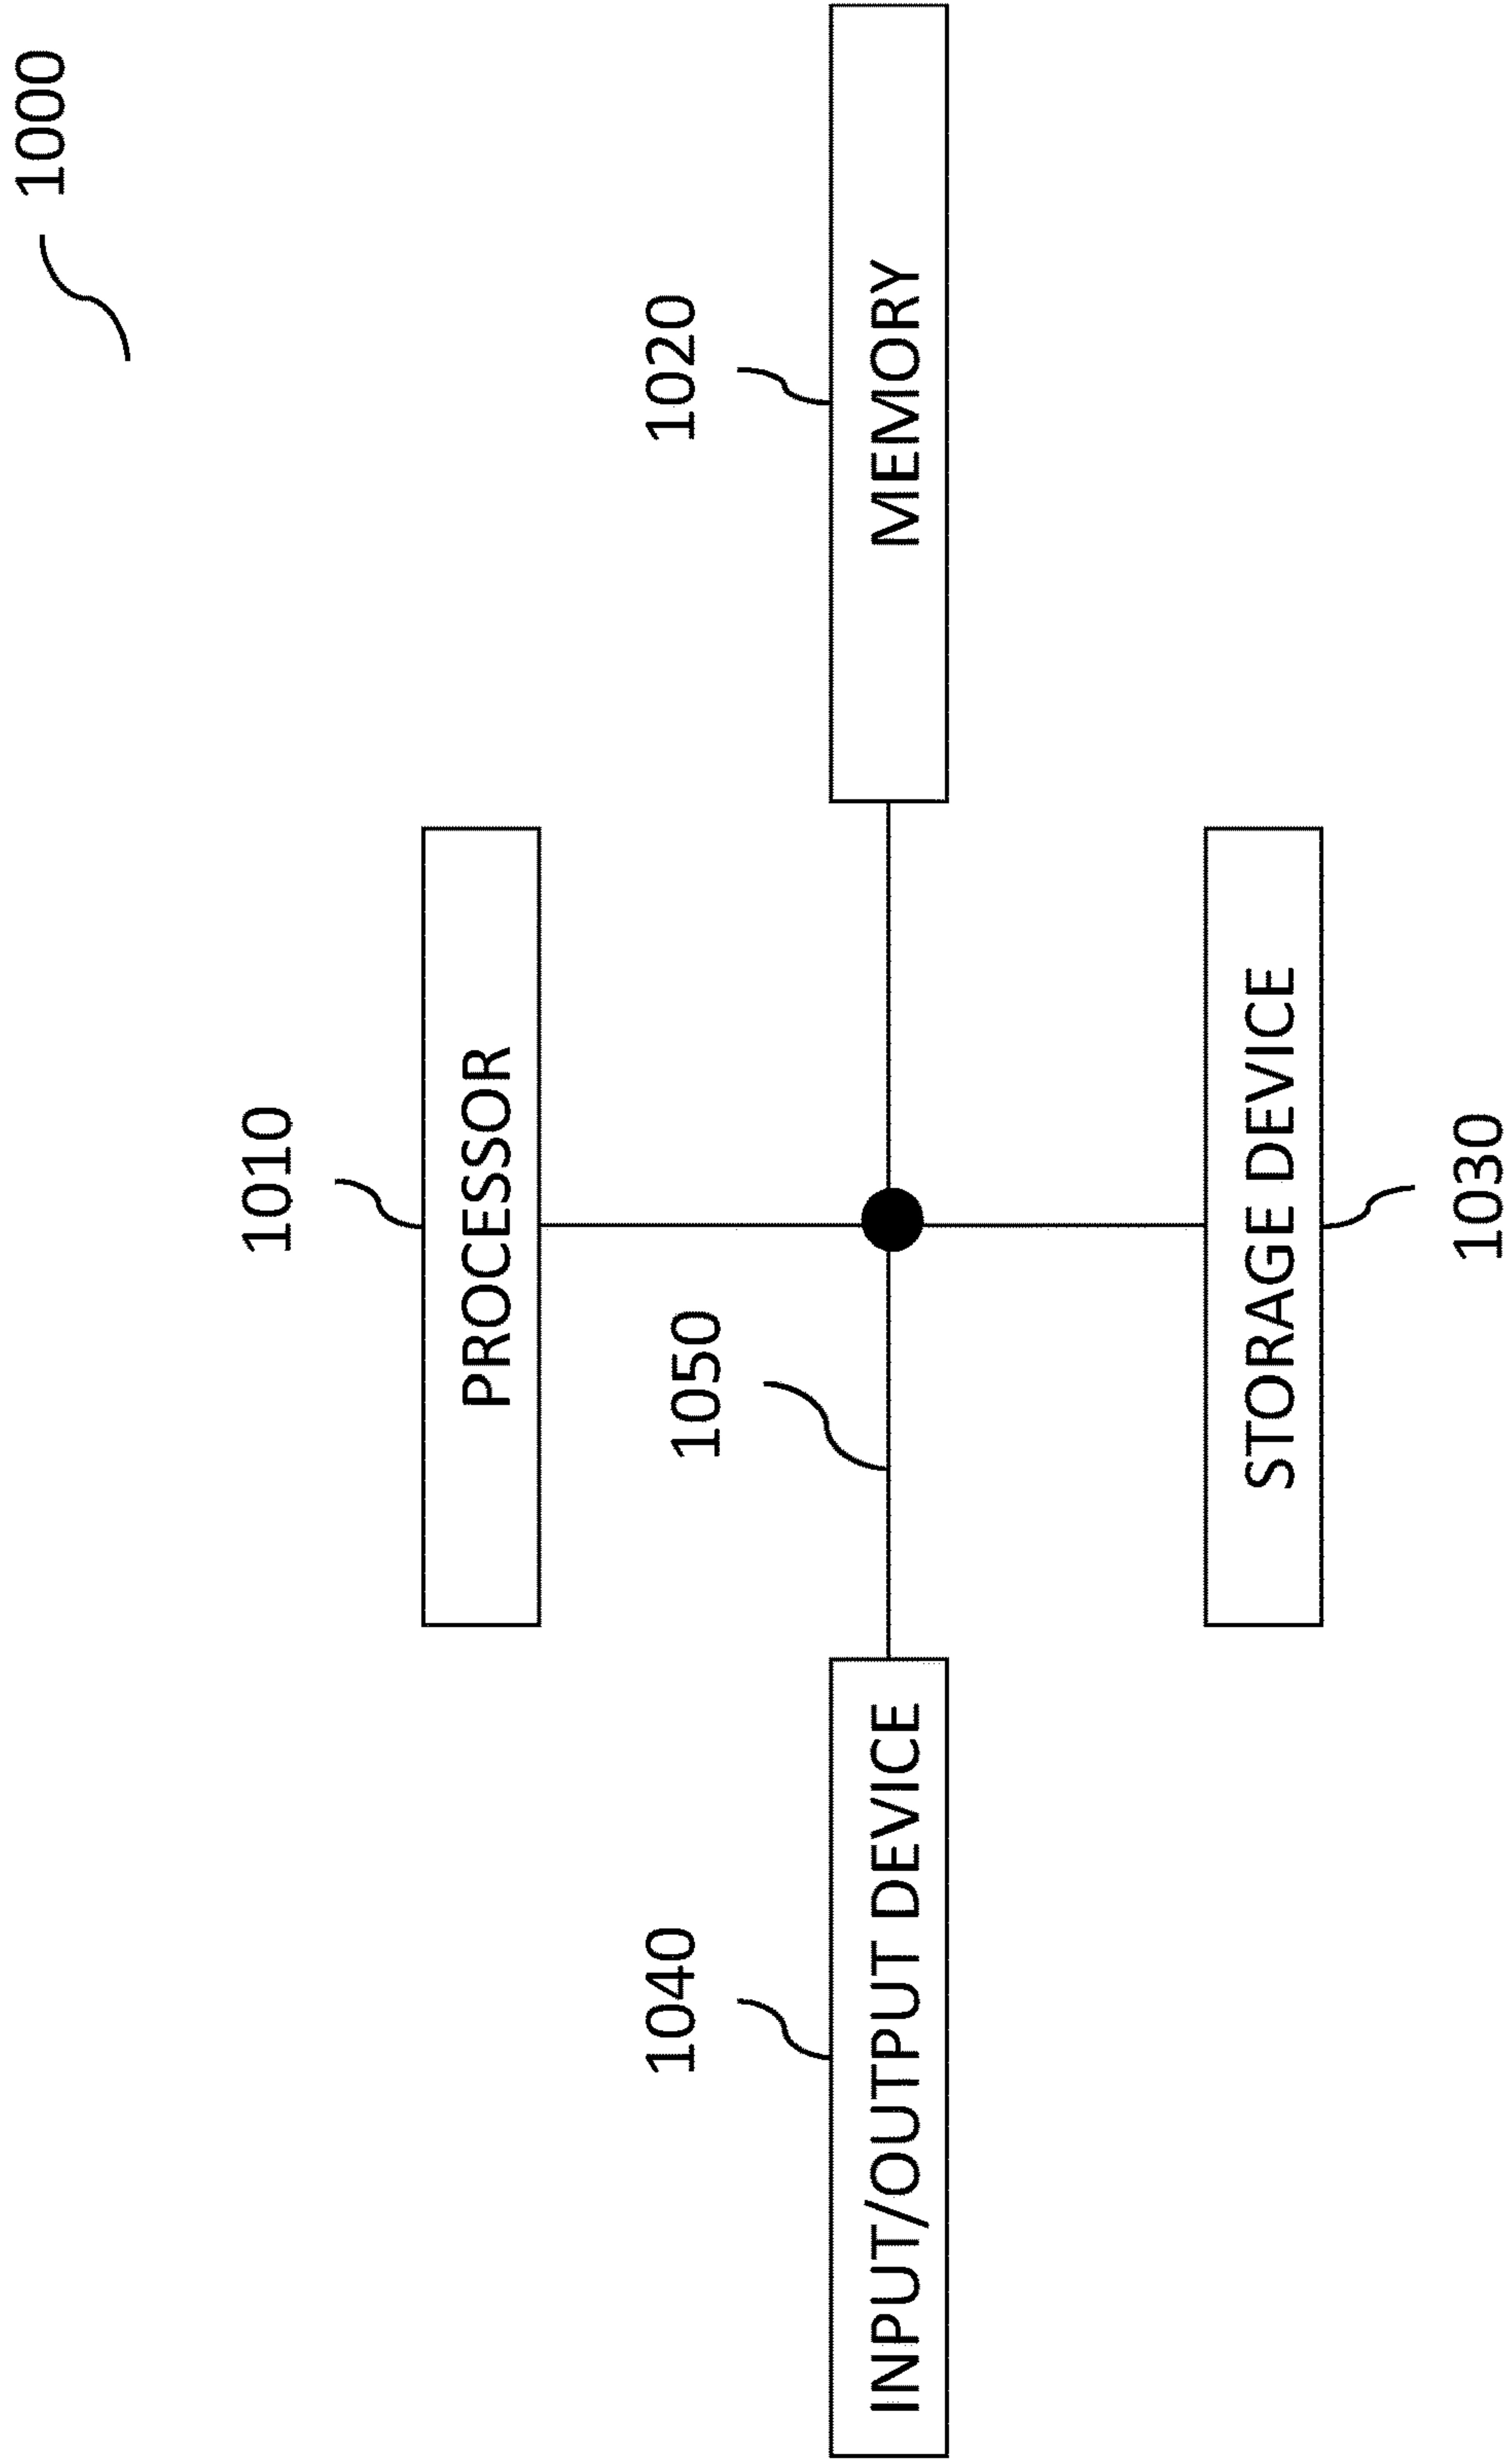 1000
1010
PROCESSOR
1040
1050
1020
INPUT/OUTPUT DEVICE
MEMORY
STORAGE DEVICE
1030